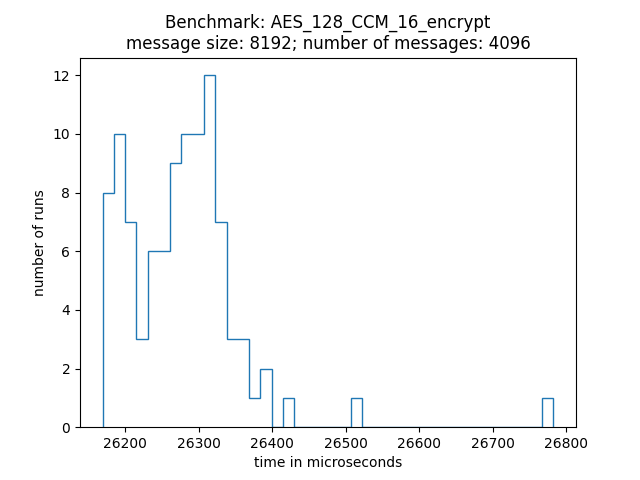 Benchmark: AES_128_CCM_16_encrypt
message size: 8192; number of messages: 4096
12
10
8
6
4
2
0
number of runs
26200 26300 26400 26500 26600 26700 26800
time in microseconds